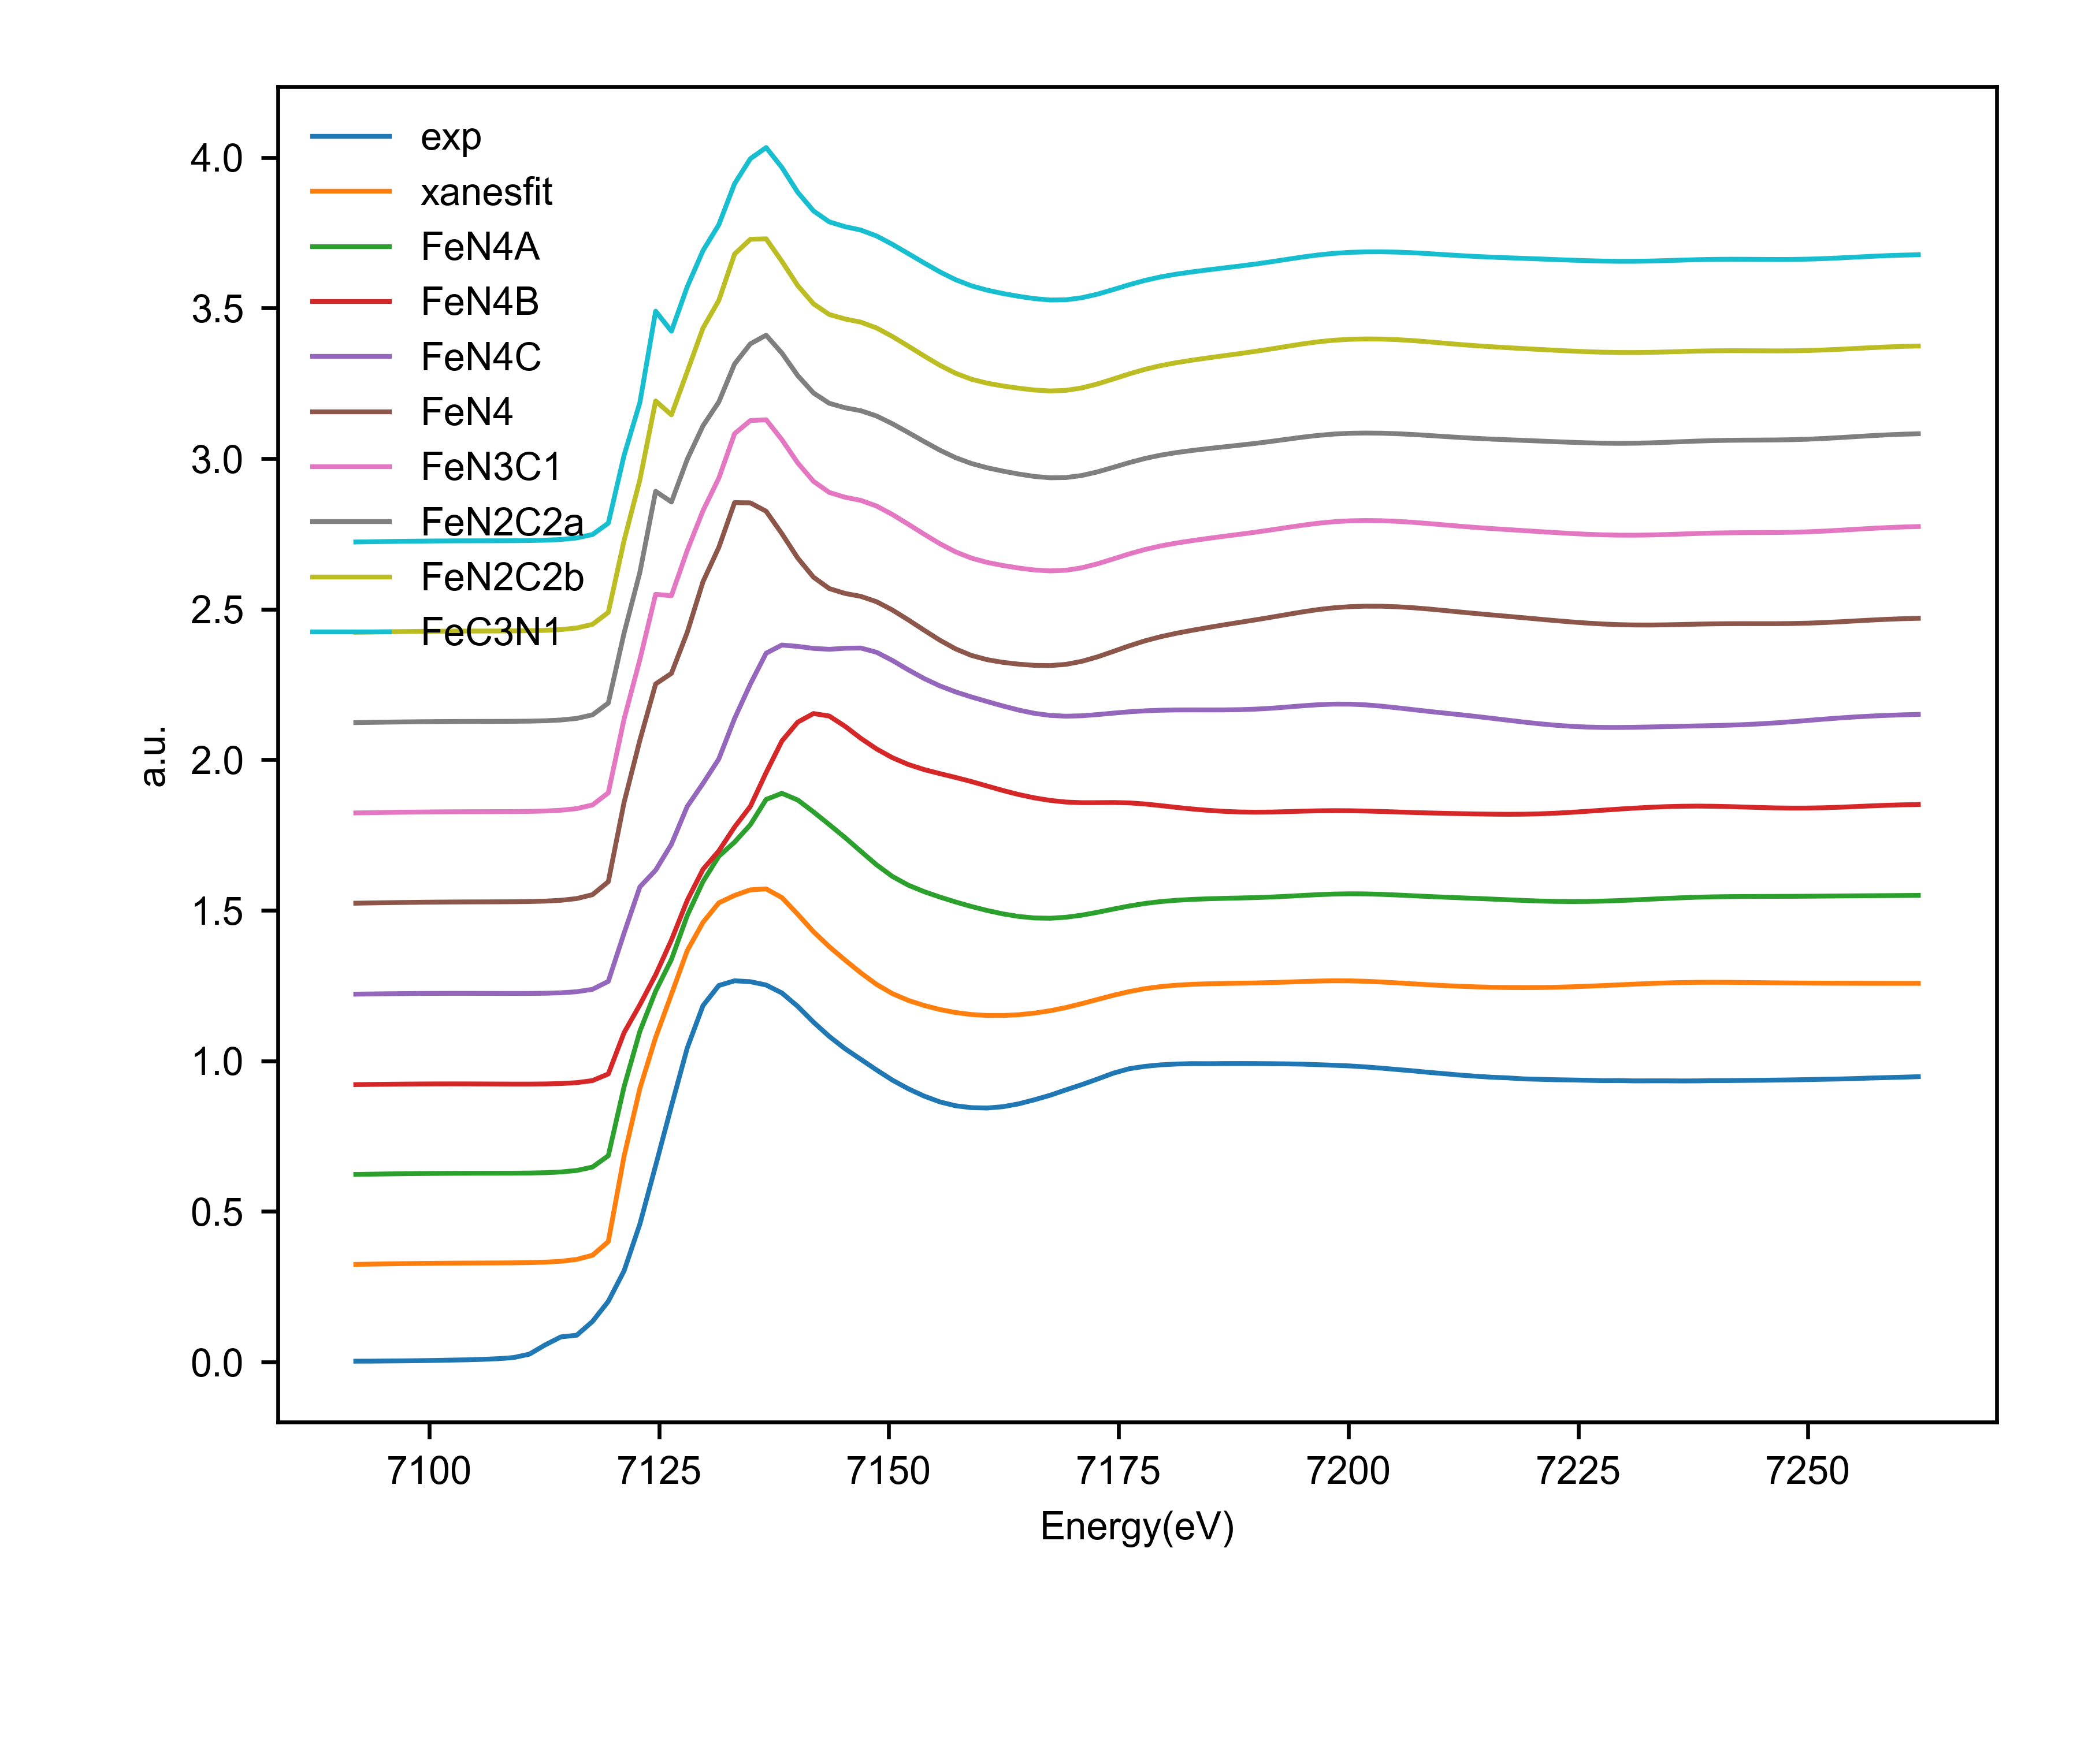 exp
xanesfit
FeN4A
FeN4B
FeN4C
FeN4
FeN3C1
FeN2C2a
FeN2C2b
FeC3N1
4.0
3.5
3.0
2.5
2.0
1.5
1.0
0.5
0.0
a.u.
7100 7125 7150 7175 7200 7225 7250
Energy(eV)